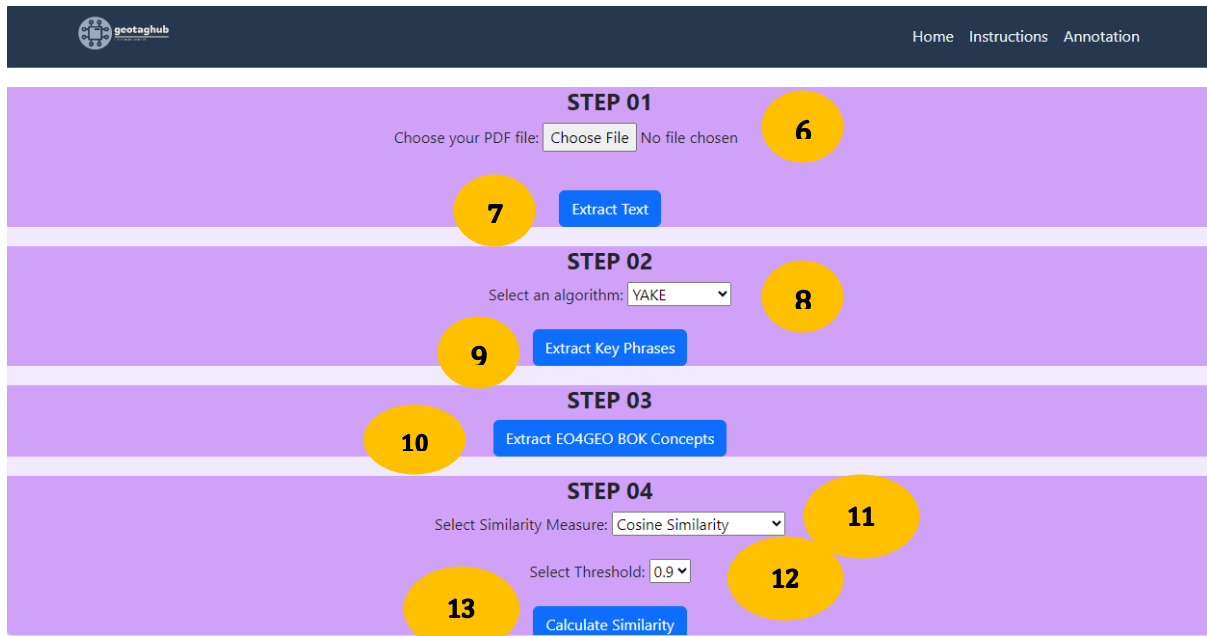 geotaghub
Home Instructions Annotation
STEP 01
Choose your PDF file: Choose File No file chosen
6
7
Extract Text
STEP 02
Select an algorithm: YAKE
8
9
Extract Key Phrases
STEP 03
10
Extract EO4GEO BOK Concepts
STEP 04
Select Similarity Measure: Cosine Similarity
11
Select Threshold: 0.9
12
13
Calculate Similarity